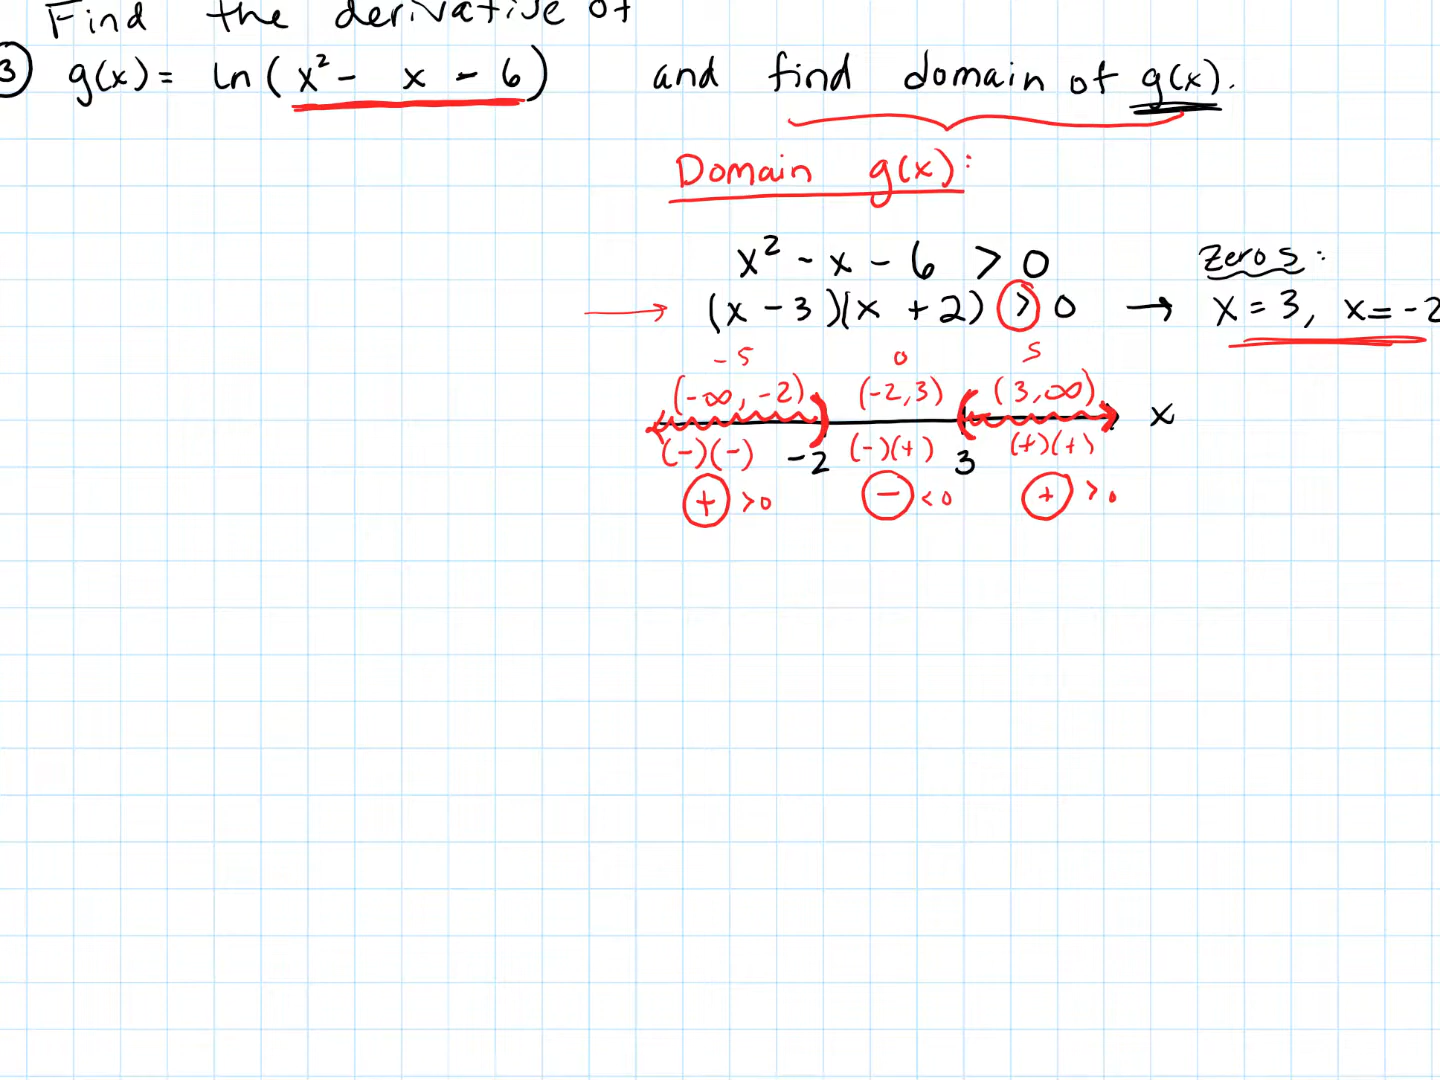 Find the derivative of
3 g(x) = ln(x² - x - 6) and find domain of g(x).
Domain g(x):
x² - x - 6 > 0 Zeros:
→ (x - 3)(x + 2) > 0 → x = 3, x = -2
-5 0 5
(-∞, -2) (-2, 3) (3, ∞)
x
(-)(-) -2 (-)(+) 3 (+)(+)
+ > 0 - < 0 + > 0